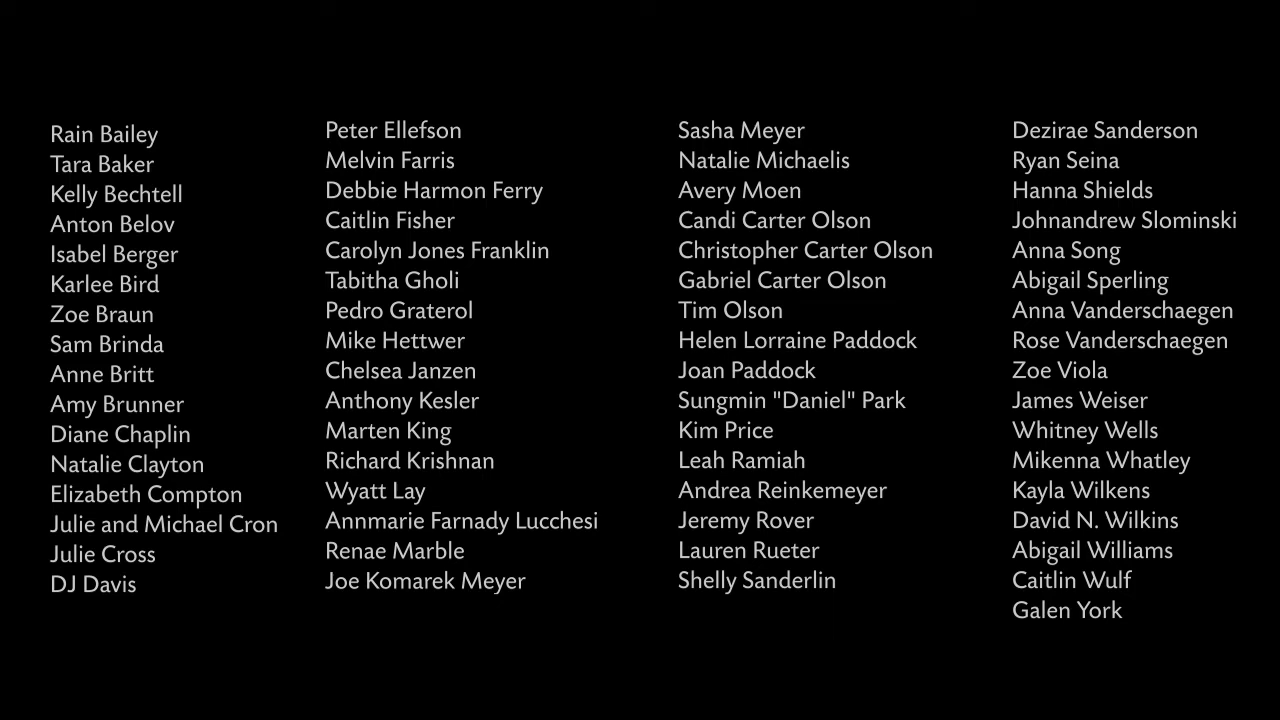 Rain Bailey
Tara Baker
Kelly Bechtell
Anton Belov
Isabel Berger
Karlee Bird
Zoe Braun
Sam Brinda
Anne Britt
Amy Brunner
Diane Chaplin
Natalie Clayton
Elizabeth Compton
Julie and Michael Cron
Julie Cross
DJ Davis
Peter Ellefson
Melvin Farris
Debbie Harmon Ferry
Caitlin Fisher
Carolyn Jones Franklin
Tabitha Gholi
Pedro Graterol
Mike Hettwer
Chelsea Janzen
Anthony Kesler
Marten King
Richard Krishnan
Wyatt Lay
Annmarie Farnady Lucchesi
Renae Marble
Joe Komarek Meyer
Sasha Meyer
Natalie Michaelis
Avery Moen
Candi Carter Olson
Christopher Carter Olson
Gabriel Carter Olson
Tim Olson
Helen Lorraine Paddock
Joan Paddock
Sungmin "Daniel" Park
Kim Price
Leah Ramiah
Andrea Reinkemeyer
Jeremy Rover
Lauren Rueter
Shelly Sanderlin
Dezirae Sanderson
Ryan Seina
Hanna Shields
Johnandrew Slominski
Anna Song
Abigail Sperling
Anna Vanderschaegen
Rose Vanderschaegen
Zoe Viola
James Weiser
Whitney Wells
Mikenna Whatley
Kayla Wilkens
David N. Wilkins
Abigail Williams
Caitlin Wulf
Galen York